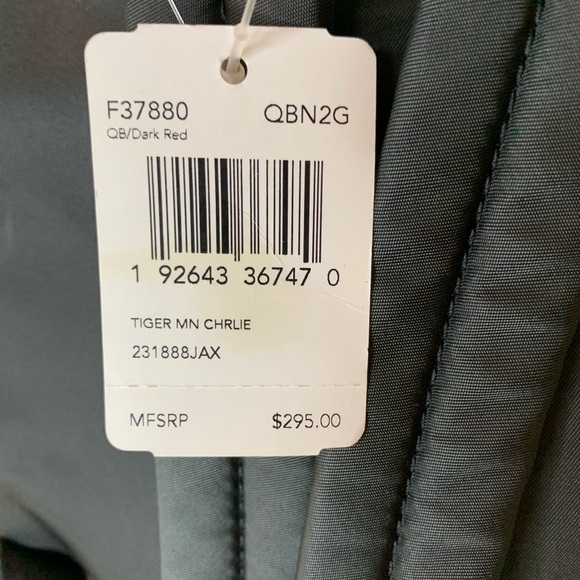 F37880 QBN2G
QB/Dark Red
1 92643 36747 0
TIGER MN CHRLIE
231888JAX
MFSRP $295.00